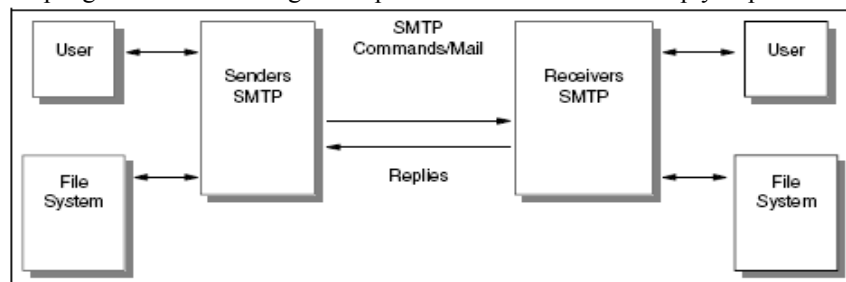 User
Senders
SMTP
SMTP
Commands/Mail
Receivers
SMTP
User
File
System
Replies
File
System